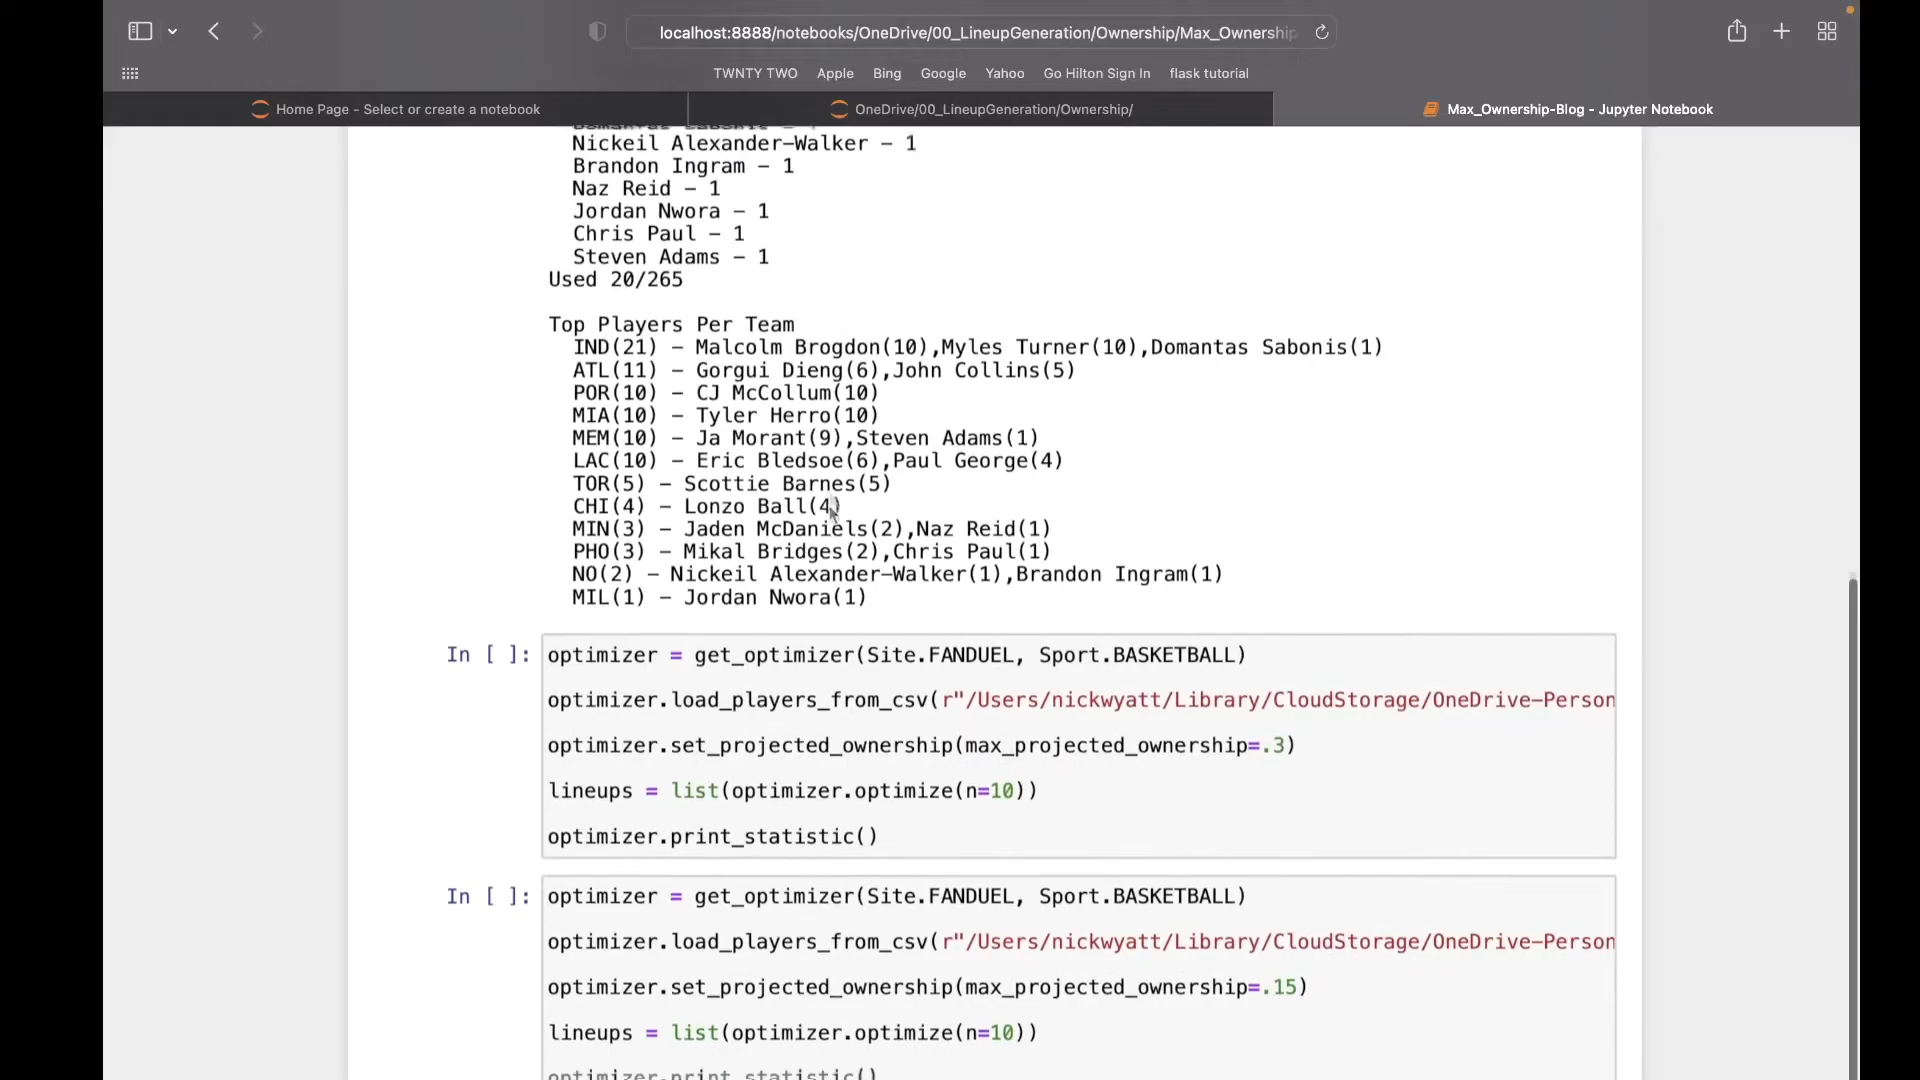 localhost:8888/notebooks/OneDrive/00_LineupGeneration/Ownership/Max_Ownership
TWNTY TWO Apple Bing Google Yahoo Go Hilton Sign In flask tutorial
Home Page - Select or create a notebook
OneDrive/00_LineupGeneration/Ownership/
Max_Ownership-Blog - Jupyter Notebook
Nickeil Alexander-Walker - 1
Brandon Ingram - 1
Naz Reid - 1
Jordan Nwora - 1
Chris Paul - 1
Steven Adams - 1
Used 20/265
Top Players Per Team
IND(21) - Malcolm Brogdon(10),Myles Turner(10),Domantas Sabonis(1)
ATL(11) - Gorgui Dieng(6),John Collins(5)
POR(10) - CJ McCollum(10)
MIA(10) - Tyler Herro(10)
MEM(10) - Ja Morant(9),Steven Adams(1)
LAC(10) - Eric Bledsoe(6),Paul George(4)
TOR(5) - Scottie Barnes(5)
CHI(4) - Lonzo Ball(4)
MIN(3) - Jaden McDaniels(2),Naz Reid(1)
PHO(3) - Mikal Bridges(2),Chris Paul(1)
NO(2) - Nickeil Alexander-Walker(1),Brandon Ingram(1)
MIL(1) - Jordan Nwora(1)
In [ ]: optimizer = get_optimizer(Site.FANDUEL, Sport.BASKETBALL)
optimizer.load_players_from_csv(r"/Users/nickwyatt/Library/CloudStorage/OneDrive-Person
optimizer.set_projected_ownership(max_projected_ownership=.3)
lineups = list(optimizer.optimize(n=10))
optimizer.print_statistic()
In [ ]: optimizer = get_optimizer(Site.FANDUEL, Sport.BASKETBALL)
optimizer.load_players_from_csv(r"/Users/nickwyatt/Library/CloudStorage/OneDrive-Person
optimizer.set_projected_ownership(max_projected_ownership=.15)
lineups = list(optimizer.optimize(n=10))
optimizer.print_statistic()